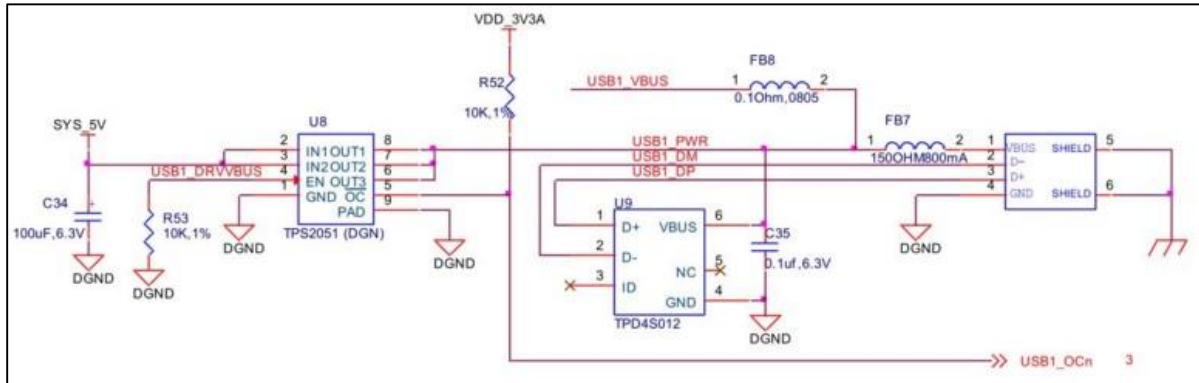 VDD_3V3A
FB8
R52
USB1_VBUS
1
2
10K,1%
0.1Ohm,0805
SYS_5V
U8
FB7
2 IN1 OUT1 8
USB1_PWR
1
2
1 VBUS SHIELD 5
3 IN2 OUT2 7
USB1_DM
150OHM800mA
2 D-
USB1_DRVVBUS
4 EN OUT3 6
USB1_DP
3 D+
1 GND OC 5
4 GND SHIELD 6
PAD 9
C34
R53
U9
100uF,6.3V
10K,1%
DGND
TPS2051 (DGN)
1 D+ VBUS 6
C35
DGND
DGND
2 D-
0.1uf,6.3V
DGND
NC 5
DGND
3 ID
GND 4
TPD4S012
DGND
USB1_OCn 3